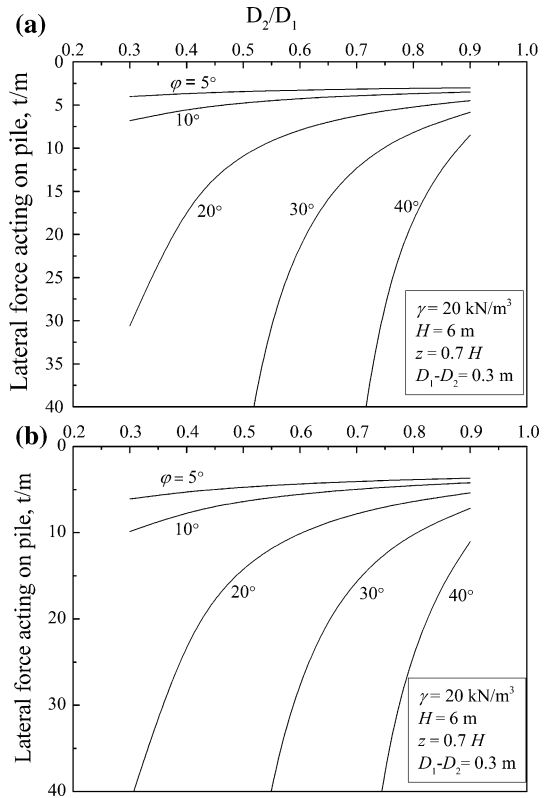 (a)
D₂/D₁
0.2 0.3 0.4 0.5 0.6 0.7 0.8 0.9 1.0
Lateral force acting on pile, t/m
0
5
10
15
20
25
30
35
40
φ = 5°
10°
20°
30°
40°
γ = 20 kN/m³
H = 6 m
z = 0.7 H
D₁-D₂= 0.3 m
(b)
0.2 0.3 0.4 0.5 0.6 0.7 0.8 0.9 1.0
Lateral force acting on pile, t/m
0
10
20
30
40
φ = 5°
10°
20°
30°
40°
γ = 20 kN/m³
H = 6 m
z = 0.7 H
D₁-D₂= 0.3 m